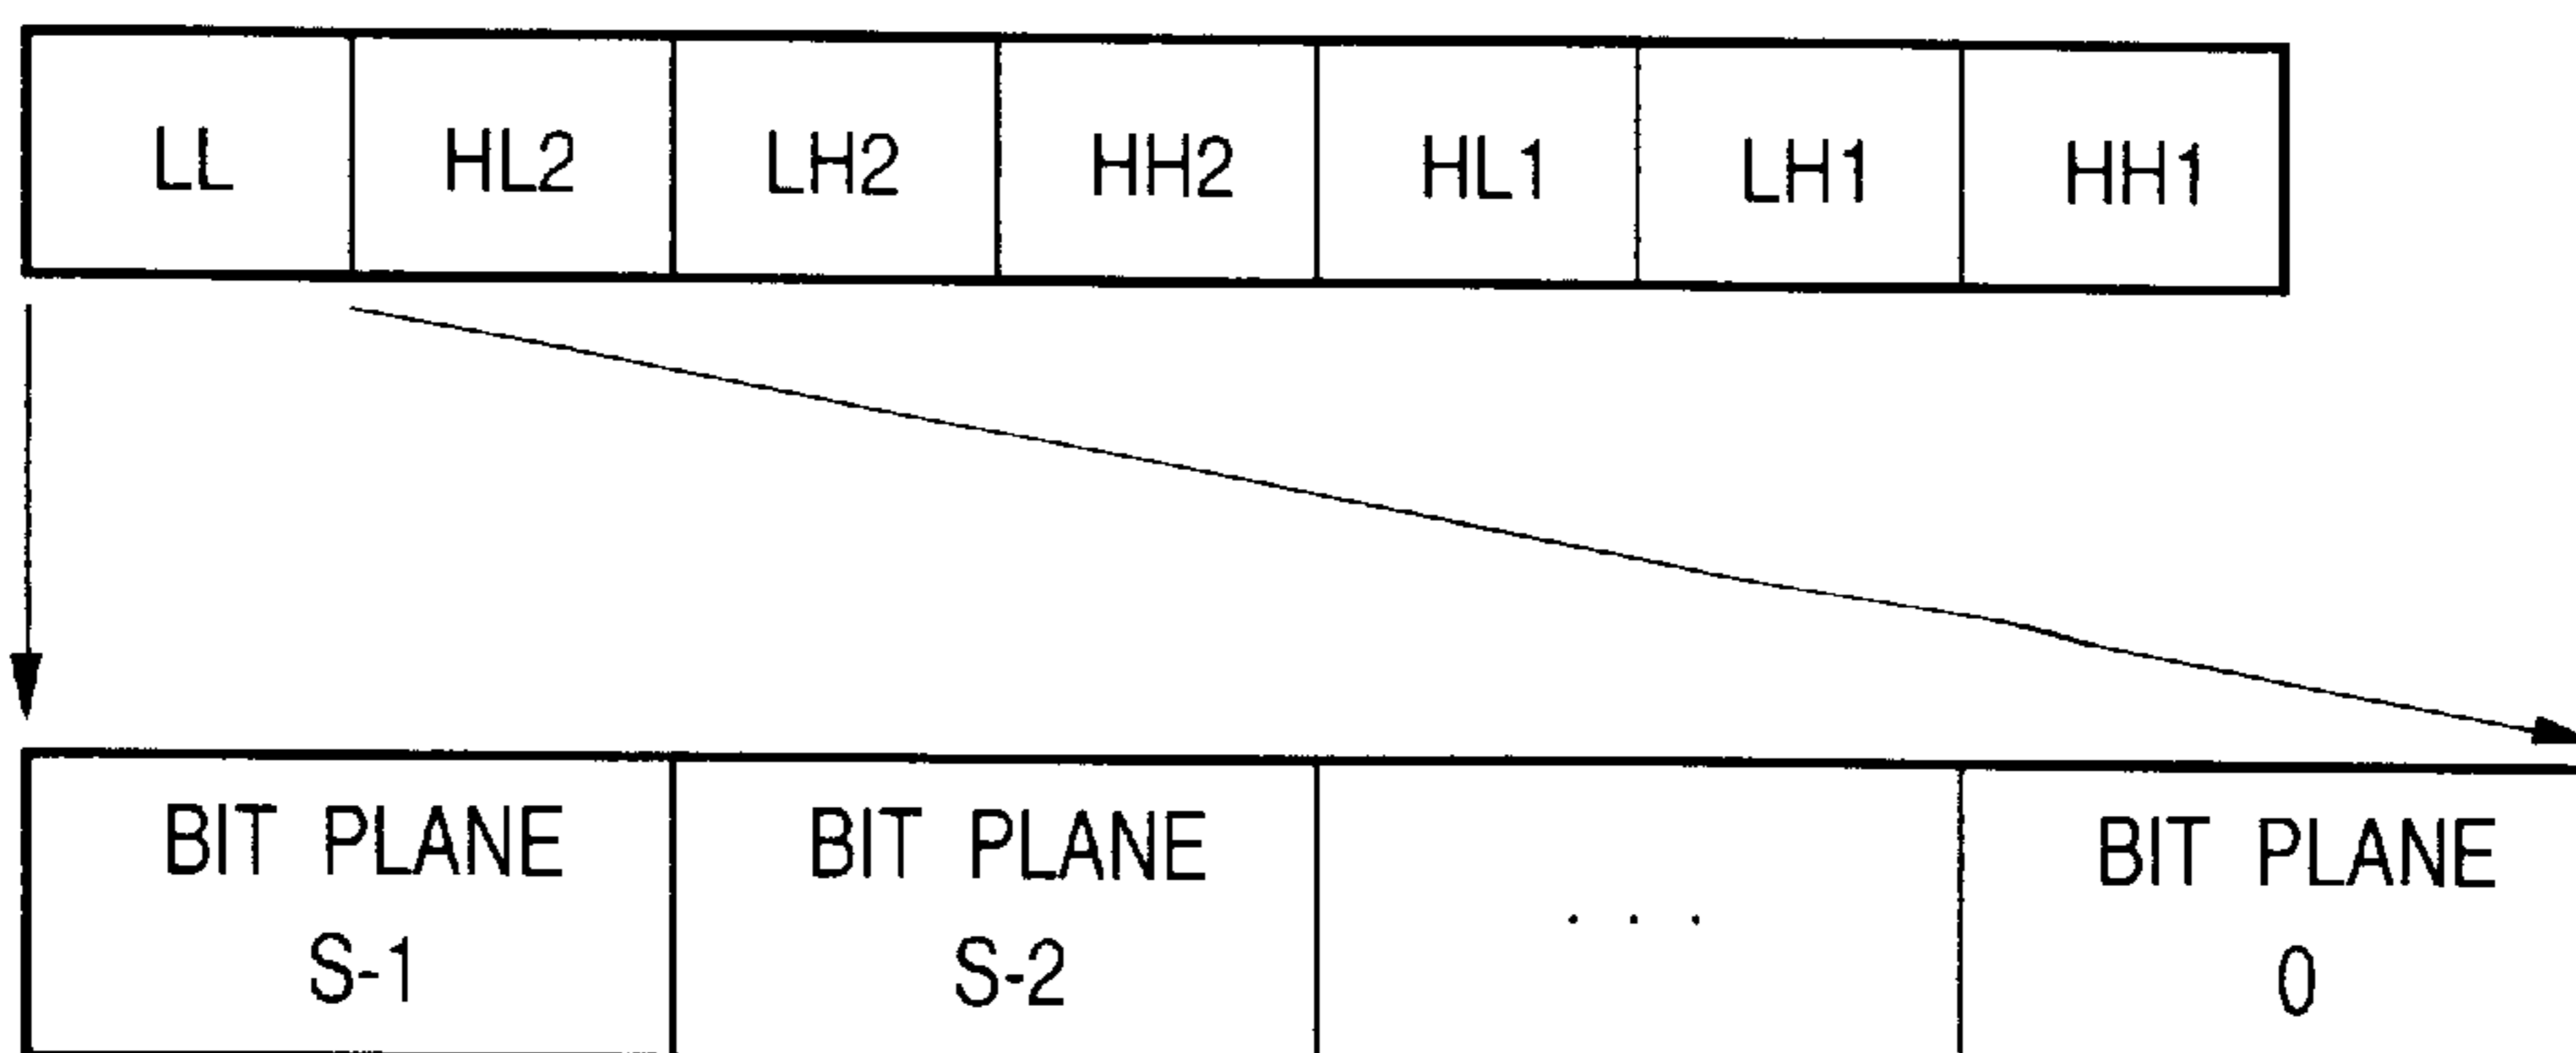 LL HL2 LH2 HH2 HL1 LH1 HH1
BIT PLANE BIT PLANE ... BIT PLANE
S-1 S-2 0